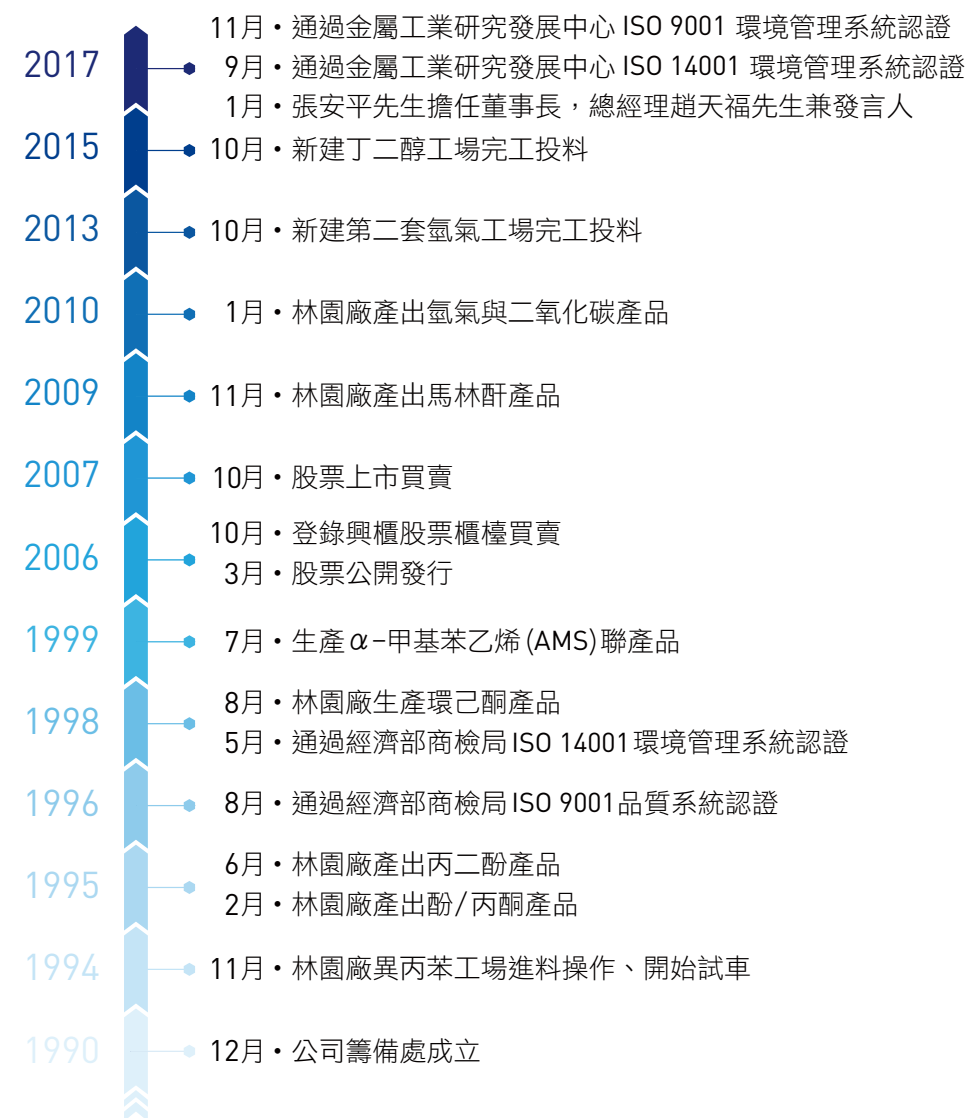 11月・通過金屬工業研究發展中心 ISO 9001 環境管理系統認證
2017 9月・通過金屬工業研究發展中心 ISO 14001 環境管理系統認證
1月・張安平先生擔任董事長，總經理趙天福先生兼發言人
2015 10月・新建丁二醇工場完工投料
2013 10月・新建第二套氫氣工場完工投料
2010 1月・林園廠產出氫氣與二氧化碳產品
2009 11月・林園廠產出馬林酐產品
2007 10月・股票上市買賣
10月・登錄興櫃股票櫃檯買賣
2006
3月・股票公開發行
1999 7月・生產α-甲基苯乙烯(AMS)聯產品
8月・林園廠生產環己酮產品
1998
5月・通過經濟部商檢局ISO 14001環境管理系統認證
1996 8月・通過經濟部商檢局ISO 9001品質系統認證
6月・林園廠產出丙二酚產品
1995
2月・林園廠產出酚/丙酮產品
1994 11月・林園廠異丙苯工場進料操作、開始試車
1990 12月・公司籌備處成立